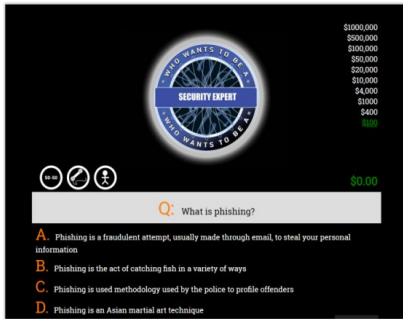 $1000,000
$500,000
$100,000
$50,000
$20,000
$10,000
$4,000
$1000
$400
$100
WHO WANTS TO BE A
SECURITY EXPERT
WHO WANTS TO BE A
50-50
$0.00
Q: What is phishing?
A. Phishing is a fraudulent attempt, usually made through email, to steal your personal
information
B. Phishing is the act of catching fish in a variety of ways
C. Phishing is used methodology used by the police to profile offenders
D. Phishing is an Asian martial art technique